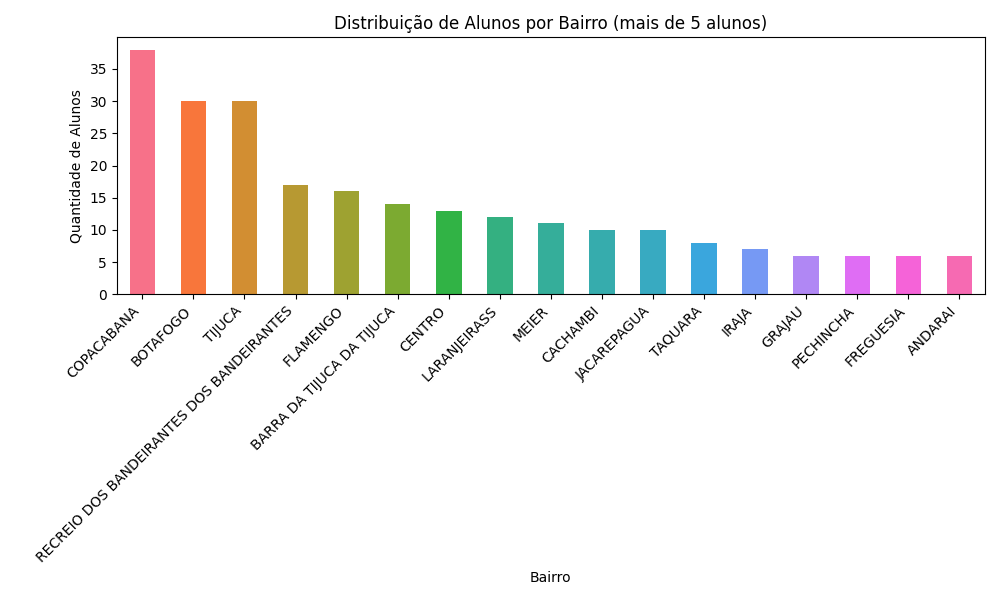 Distribuição de Alunos por Bairro (mais de 5 alunos)
Quantidade de Alunos
35
30
25
20
15
10
5
0
COPACABANA
BOTAFOGO
TIJUCA
RECREIO DOS BANDEIRANTES DOS BANDEIRANTES
FLAMENGO
BARRA DA TIJUCA DA TIJUCA
CENTRO
LARANJEIRASS
MEIER
CACHAMBI
JACAREPAGUA
TAQUARA
IRAJA
GRAJAU
PECHINCHA
FREGUESIA
ANDARAI
Bairro